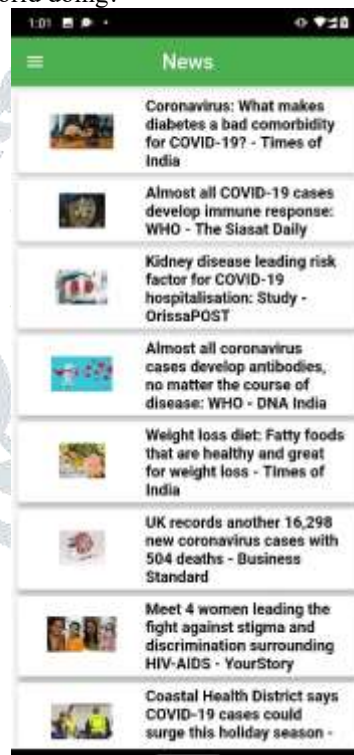 1:01
News
Coronavirus: What makes
diabetes a bad comorbidity
for COVID-19? - Times of
India
Almost all COVID-19 cases
develop immune response:
WHO - The Siasat Daily
Kidney disease leading risk
factor for COVID-19
hospitalisation: Study -
OrissaPOST
Almost all coronavirus
cases develop antibodies,
no matter the course of
disease: WHO - DNA India
Weight loss diet: Fatty foods
that are healthy and great
for weight loss - Times of
India
UK records another 16,298
new coronavirus cases with
504 deaths - Business
Standard
Meet 4 women leading the
fight against stigma and
discrimination surrounding
HIV-AIDS - YourStory
Coastal Health District says
COVID-19 cases could
surge this holiday season -